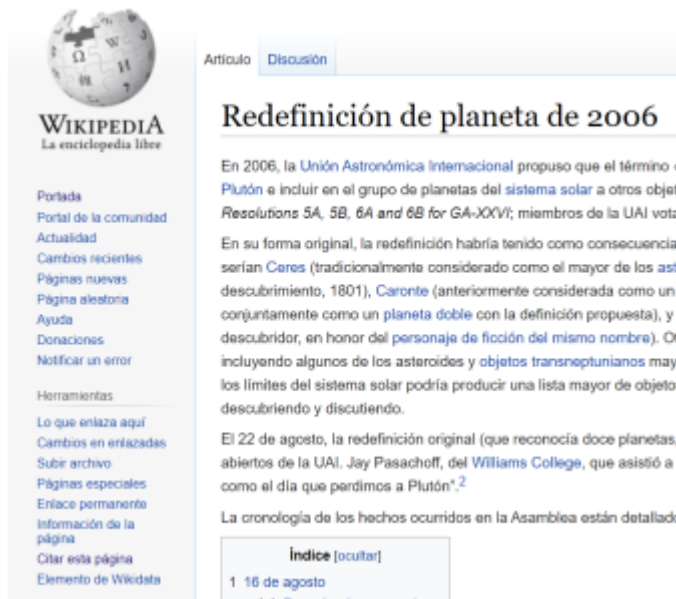 WIKIPEDIA
La enciclopedia libre
Portada
Portal de la comunidad
Actualidad
Cambios recientes
Páginas nuevas
Página aleatoria
Ayuda
Donaciones
Notificar un error
Herramientas
Lo que enlaza aquí
Cambios en enlazadas
Subir archivo
Páginas especiales
Enlace permanente
Información de la
página
Citar esta página
Elemento de Wikidata
Artículo Discusión
Redefinición de planeta de 2006
En 2006, la Unión Astronómica Internacional propuso que el término
Plutón e incluir en el grupo de planetas del sistema solar a otros obje
Resolutions 5A, 5B, 6A and 6B for GA-XXVI; miembros de la UAI vota
En su forma original, la redefinición habría tenido como consecuencia
serían Ceres (tradicionalmente considerado como el mayor de los ast
descubrimiento, 1801), Caronte (anteriormente considerada como un
conjuntamente como un planeta doble con la definición propuesta), y
descubridor, en honor del personaje de ficción del mismo nombre). Ot
incluyendo algunos de los asteroides y objetos transneptunianos may
los límites del sistema solar podría producir una lista mayor de objeto
descubriendo y discutiendo.
El 22 de agosto, la redefinición original (que reconocía doce planetas,
abiertos de la UAI. Jay Pasachoff, del Williams College, que asistió a
como el día que perdimos a Plutón".2
La cronología de los hechos ocurridos en la Asamblea están detallado
Índice [ocultar]
1 16 de agosto